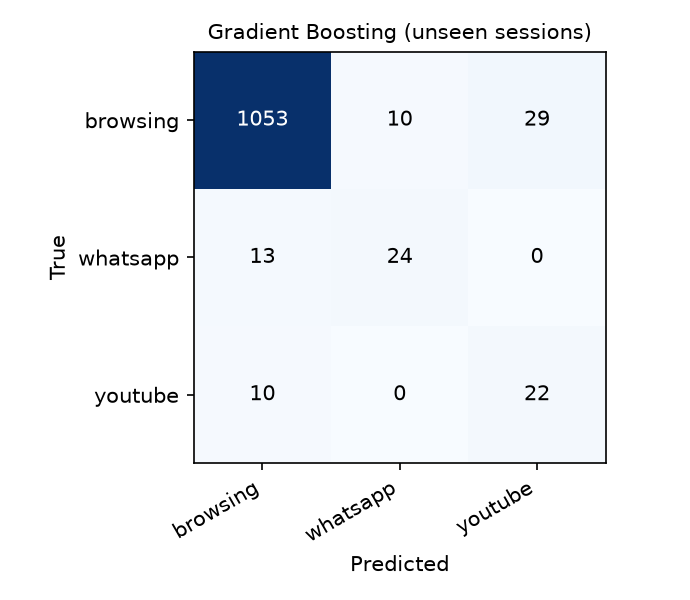 Gradient Boosting (unseen sessions)
True
browsing
1053 10 29
whatsapp
13 24 0
youtube
10 0 22
browsing whatsapp youtube
Predicted